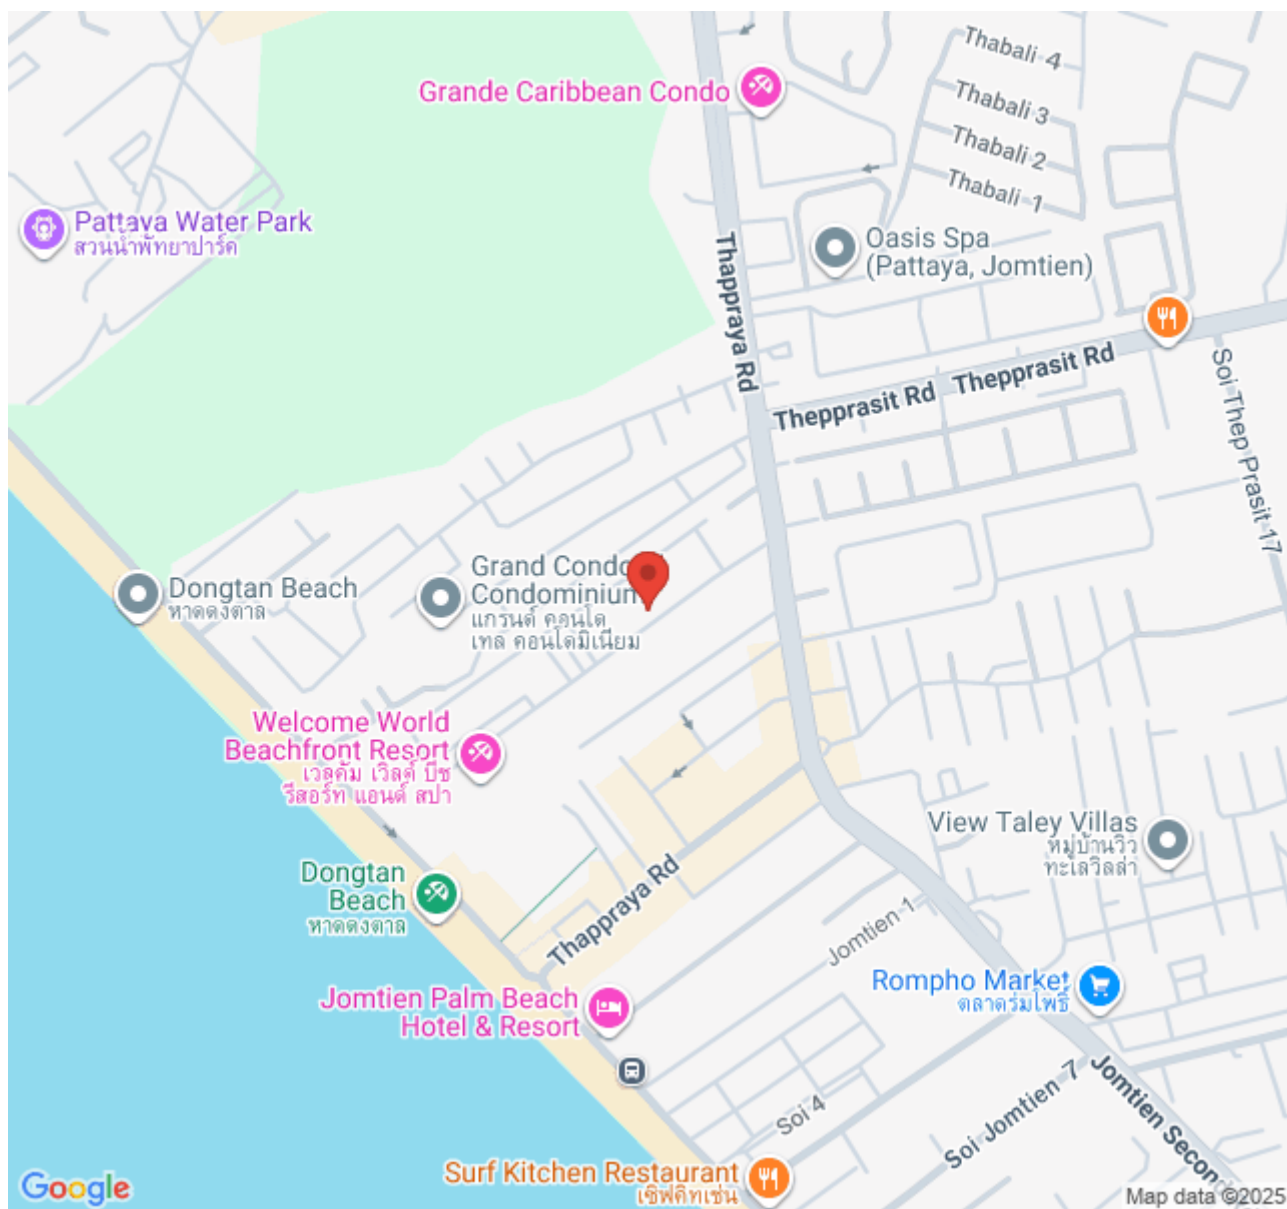 Thabali 4
Grande Caribbean Condo
Thabali 3
Thabali 2
Thabali 1
Pattaya Water Park
สวนน้ำพัทยาปาร์ค
Oasis Spa
(Pattaya, Jomtien)
Thappraya Rd
Thepprasit Rd
Thepprasit Rd
Soi Thep Prasit 17
Grand Condo
Condominium
แกรนด์ คอนโด
เทล คอนโดมิเนียม
Dongtan Beach
หาดดงตาล
Welcome World
Beachfront Resort
เวลคัม เวิลด์ บีช
รีสอร์ท แอนด์ สปา
View Taley Villas
หมู่บ้านวิว
ทะเลวิลล่า
Dongtan
Beach
หาดดงตาล
Thappraya Rd
Jomtien 1
Rompho Market
ตลาดร่มโพธิ์
Jomtien Palm Beach
Hotel & Resort
Soi 4
Soi Jomtien 7
Jomtien Second
Surf Kitchen Restaurant
เซิฟคิทเช่น
Google
Map data ©2025